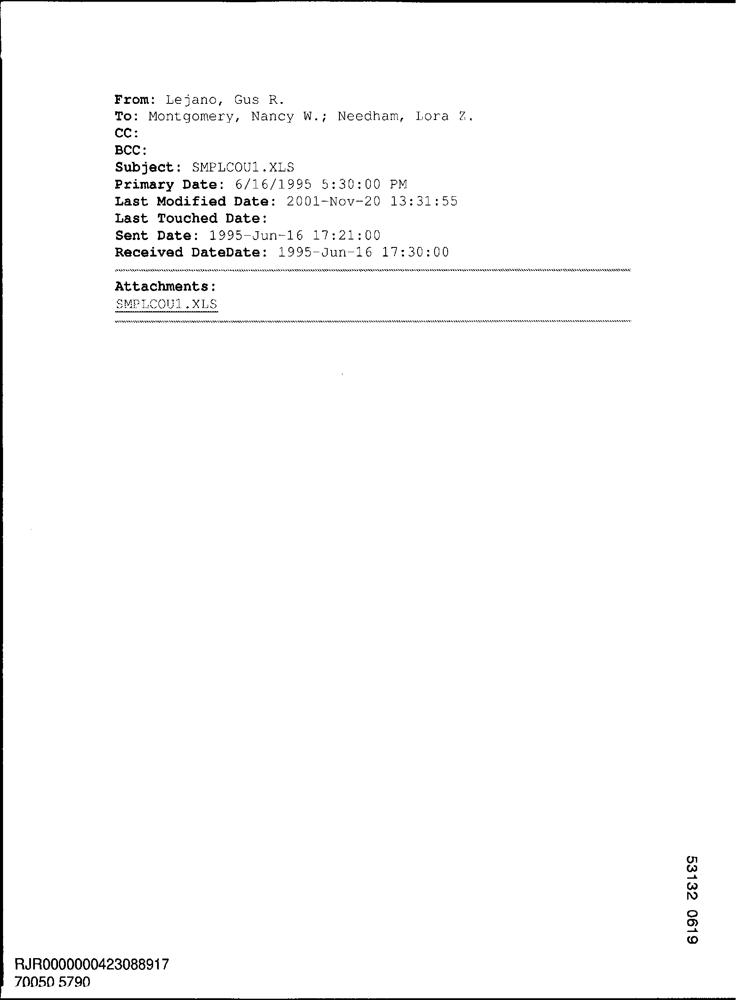 From: Lejano, Gus R.
To: Montgomery, Nancy W.; Needham, Lora Z.
CC:
BCC:
Subject: SMPLCOU1.XLS
Primary Date: 6/16/1995 5:30:00 PM
Last Modified Date: 2001-Nov-20 13:31:55
Last Touched Date:
Sent Date: 1995-Jun-16 17:21:00
Received DateDate: 1995-Jun-16 17:30:00
Attachments:
SMPLCOU1.XLS
53132 0619
RJR0000000423088917
70050 5790